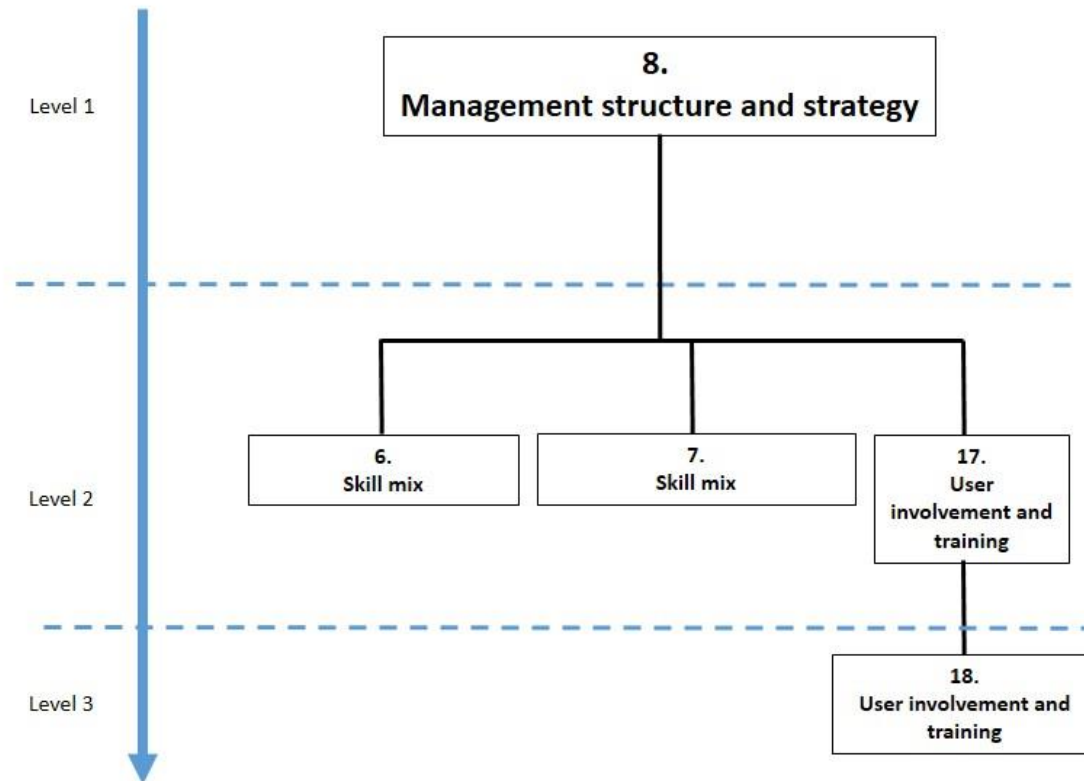 Level 1
8.
Management structure and strategy
Level 2
6.
Skill mix
7.
Skill mix
17.
User
involvement and
training
Level 3
18.
User involvement and
training